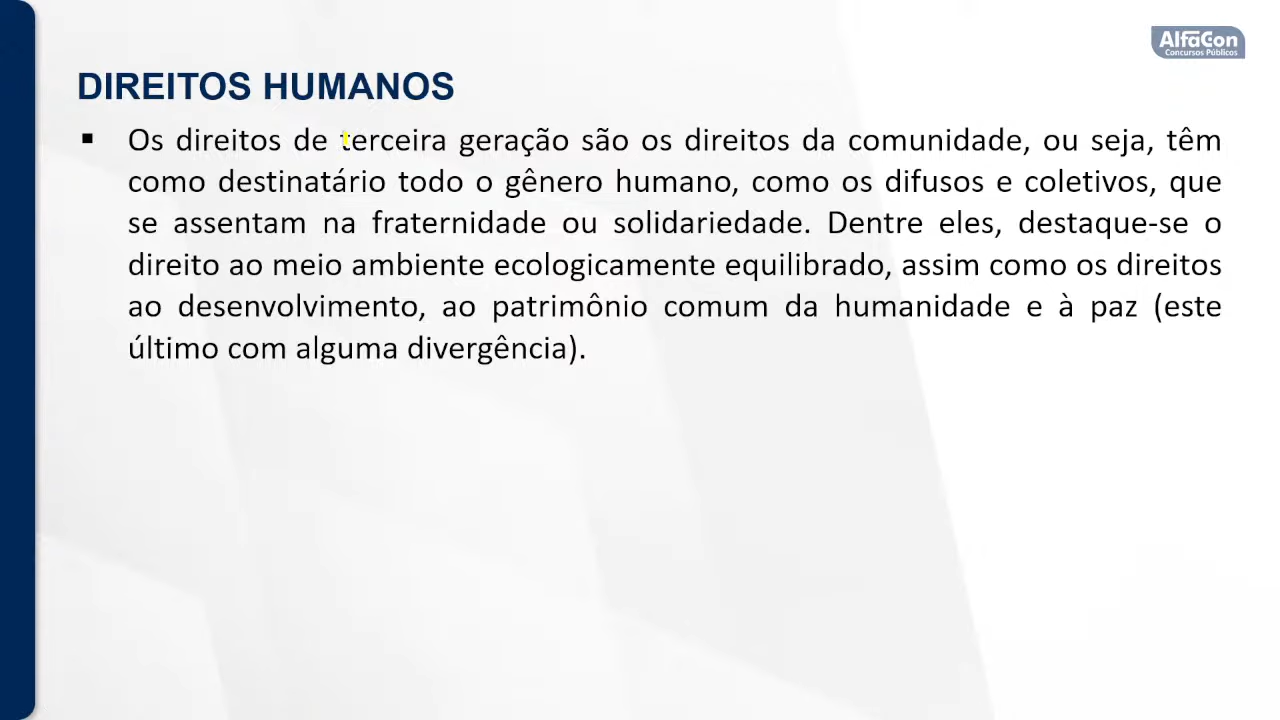 AlfaCon
Concursos Públicos
DIREITOS HUMANOS
▪ Os direitos de terceira geração são os direitos da comunidade, ou seja, têm
como destinatário todo o gênero humano, como os difusos e coletivos, que
se assentam na fraternidade ou solidariedade. Dentre eles, destaque-se o
direito ao meio ambiente ecologicamente equilibrado, assim como os direitos
ao desenvolvimento, ao patrimônio comum da humanidade e à paz (este
último com alguma divergência).